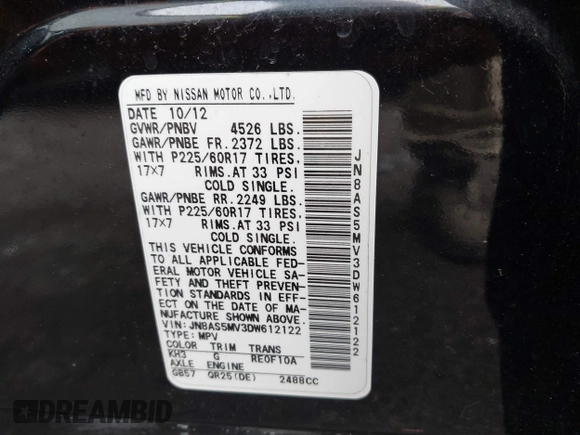 MFD BY NISSAN MOTOR CO.,LTD.
DATE 10/12
GVWR/PNBV 4526 LBS.
GAWR/PNBE FR. 2372 LBS.
WITH P225/60R17 TIRES.
17×7 RIMS.AT 33 PSI
COLD SINGLE.
GAWR/PNBE RR. 2249 LBS.
WITH P225/60R17 TIRES.
17×7 RIMS.AT 33 PSI
COLD SINGLE.
THIS VEHICLE CONFORMS
TO ALL APPLICABLE FED-
ERAL MOTOR VEHICLE SA-
FETY AND THEFT PREVEN-
TION STANDARDS IN EFF-
ECT ON THE DATE OF MA-
NUFACTURE SHOWN ABOVE.
VIN: JN8AS5MV3DW612122
TYPE: MPV
COLOR TRIM TRANS
KH3 G RE0F10A
AXLE ENGINE
GB57 QR25(DE) 2488CC
JN8AS5MV3DW612122
DREAMBID